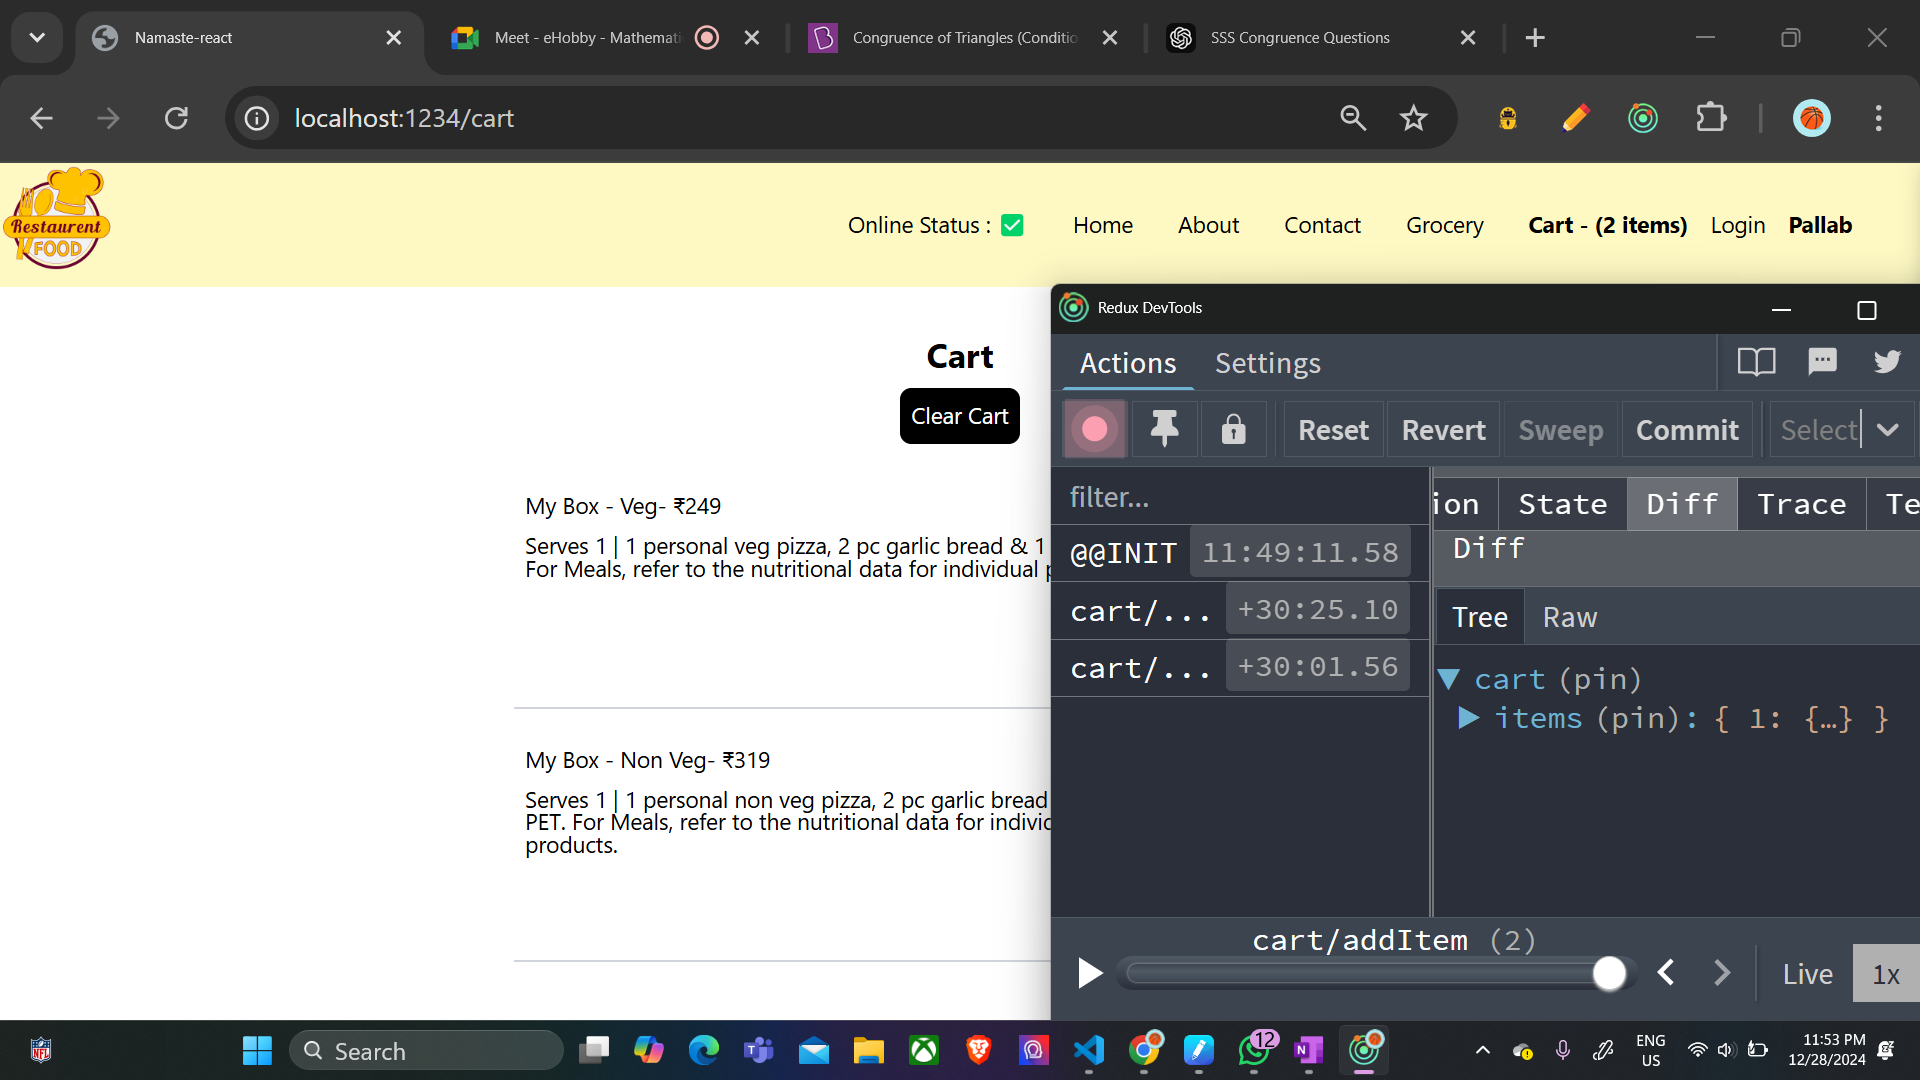 Namaste-react
Meet - eHobby - Mathemati
Congruence of Triangles (Conditio
SSS Congruence Questions
localhost:1234/cart
Restaurent
FOOD
Online Status : ✅
Home
About
Contact
Grocery
Cart - (2 items)
Login
Pallab
Cart
Clear Cart
My Box - Veg- ₹249
Serves 1 | 1 personal veg pizza, 2 pc garlic bread & 1
For Meals, refer to the nutritional data for individual
My Box - Non Veg- ₹319
Serves 1 | 1 personal non veg pizza, 2 pc garlic bread
PET. For Meals, refer to the nutritional data for indivi
products.
Redux DevTools
Actions
Settings
Reset
Revert
Sweep
Commit
Select
filter...
@@INIT 11:49:11.58
cart/... +30:25.10
cart/... +30:01.56
ion
State
Diff
Trace
Te
Diff
Tree
Raw
cart (pin)
items (pin): { 1: {…} }
cart/addItem (2)
Live
1x
Search
12
ENG
US
11:53 PM
12/28/2024